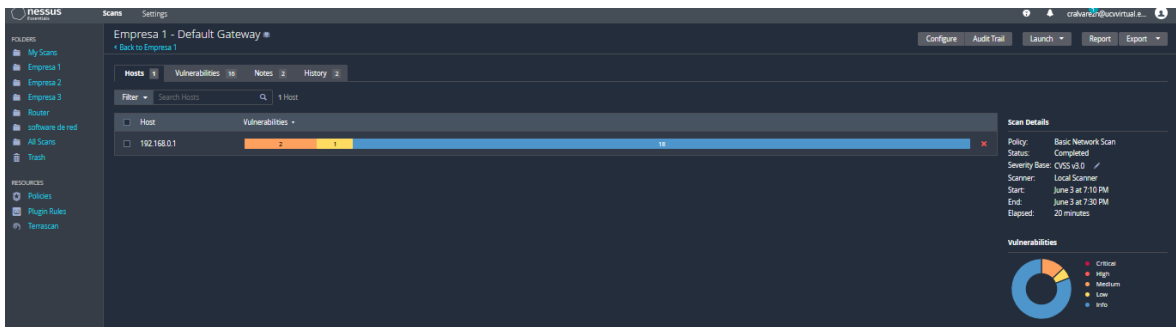 nessus
Essentials
Scans Settings
FOLDERS
My Scans
Empresa 1
Empresa 2
Empresa 3
Router
software de red
All Scans
Trash
RESOURCES
Policies
Plugin Rules
Terrascan
Empresa 1 - Default Gateway
Back to Empresa 1
Configure Audit Trail Launch Report Export
Hosts 1 Vulnerabilities 16 Notes 2 History 2
Filter Search Hosts 1 Host
Host Vulnerabilities
192.168.0.1 2 1 18
Scan Details
Policy: Basic Network Scan
Status: Completed
Severity Base: CVSS v3.0
Scanner: Local Scanner
Start: June 3 at 7:10 PM
End: June 3 at 7:30 PM
Elapsed: 20 minutes
Vulnerabilities
Critical
High
Medium
Low
Info